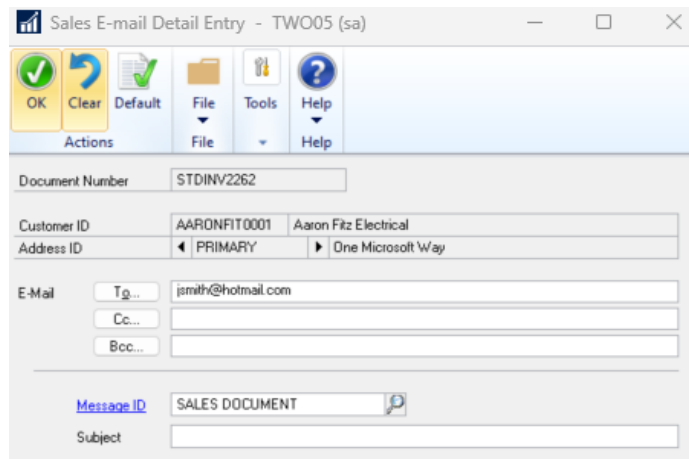 Sales E-mail Detail Entry - TWO05 (sa)
OK Clear Default File Tools Help
Actions File Help
Document Number STDINV2262
Customer ID AARONFIT0001 Aaron Fitz Electrical
Address ID PRIMARY One Microsoft Way
E-Mail To... jsmith@hotmail.com
Cc...
Bcc...
Message ID SALES DOCUMENT
Subject